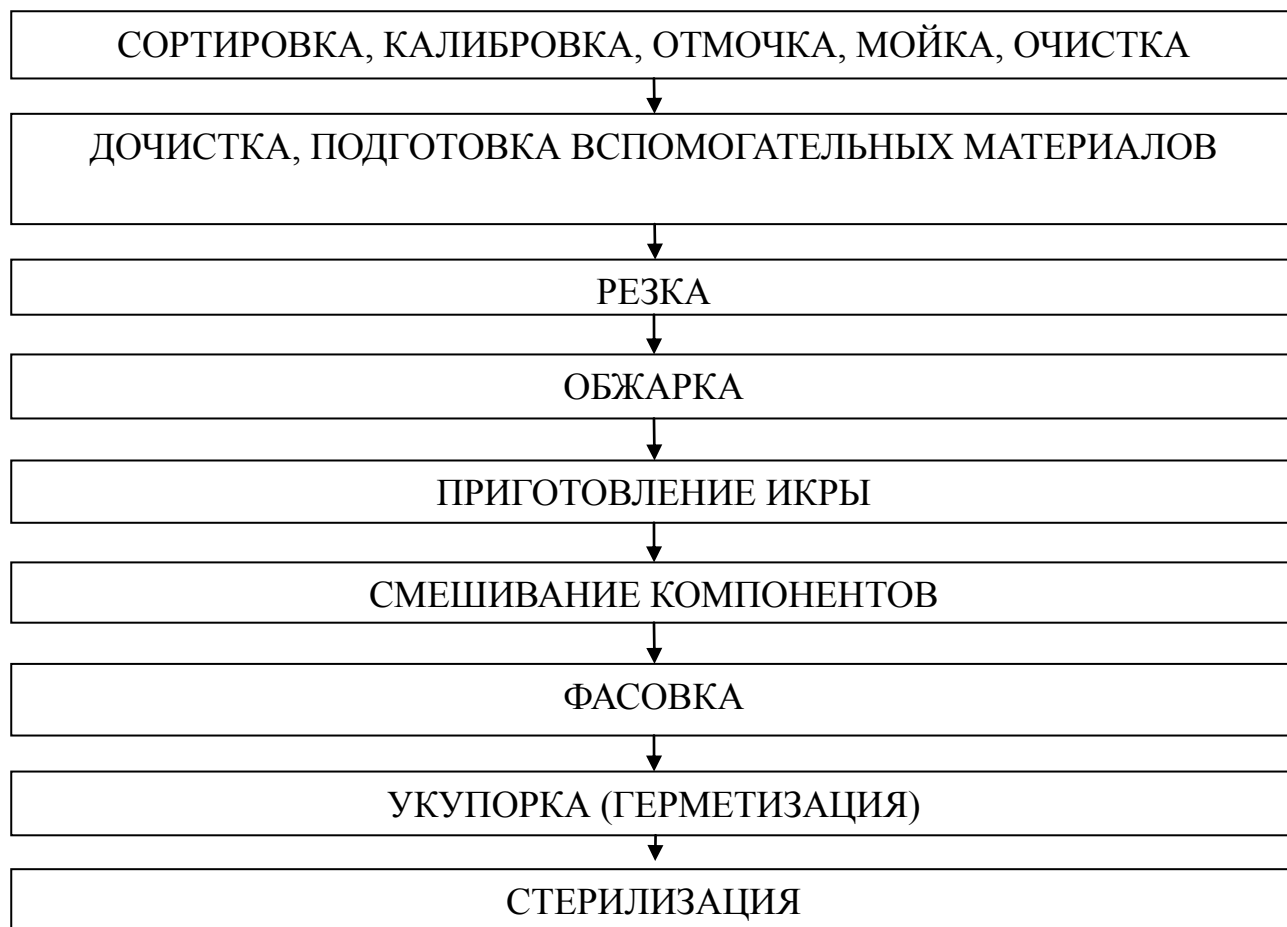 СОРТИРОВКА, КАЛИБРОВКА, ОТМОЧКА, МОЙКА, ОЧИСТКА
ДОЧИСТКА, ПОДГОТОВКА ВСПОМОГАТЕЛЬНЫХ МАТЕРИАЛОВ
РЕЗКА
ОБЖАРКА
ПРИГОТОВЛЕНИЕ ИКРЫ
СМЕШИВАНИЕ КОМПОНЕНТОВ
ФАСОВКА
УКУПОРКА (ГЕРМЕТИЗАЦИЯ)
СТЕРИЛИЗАЦИЯ